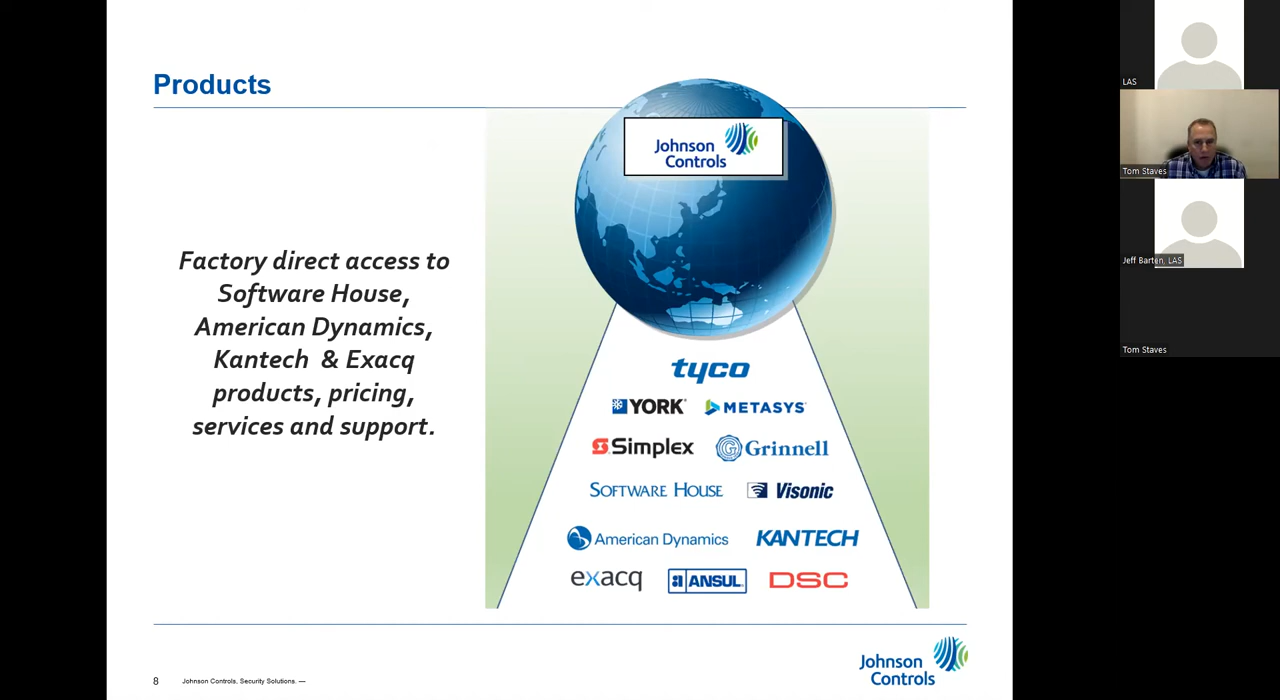 Products
Johnson
Controls
Factory direct access to
Software House,
American Dynamics,
Kantech & Exacq
products, pricing,
services and support.
tyco
YORK METASYS
Simplex Grinnell
SOFTWARE HOUSE Visonic
American Dynamics KANTECH
exacq ANSUL DSC
8 Johnson Controls. Security Solutions. —
Johnson
Controls
LAS
Tom Staves
Jeff Barten, LAS
Tom Staves